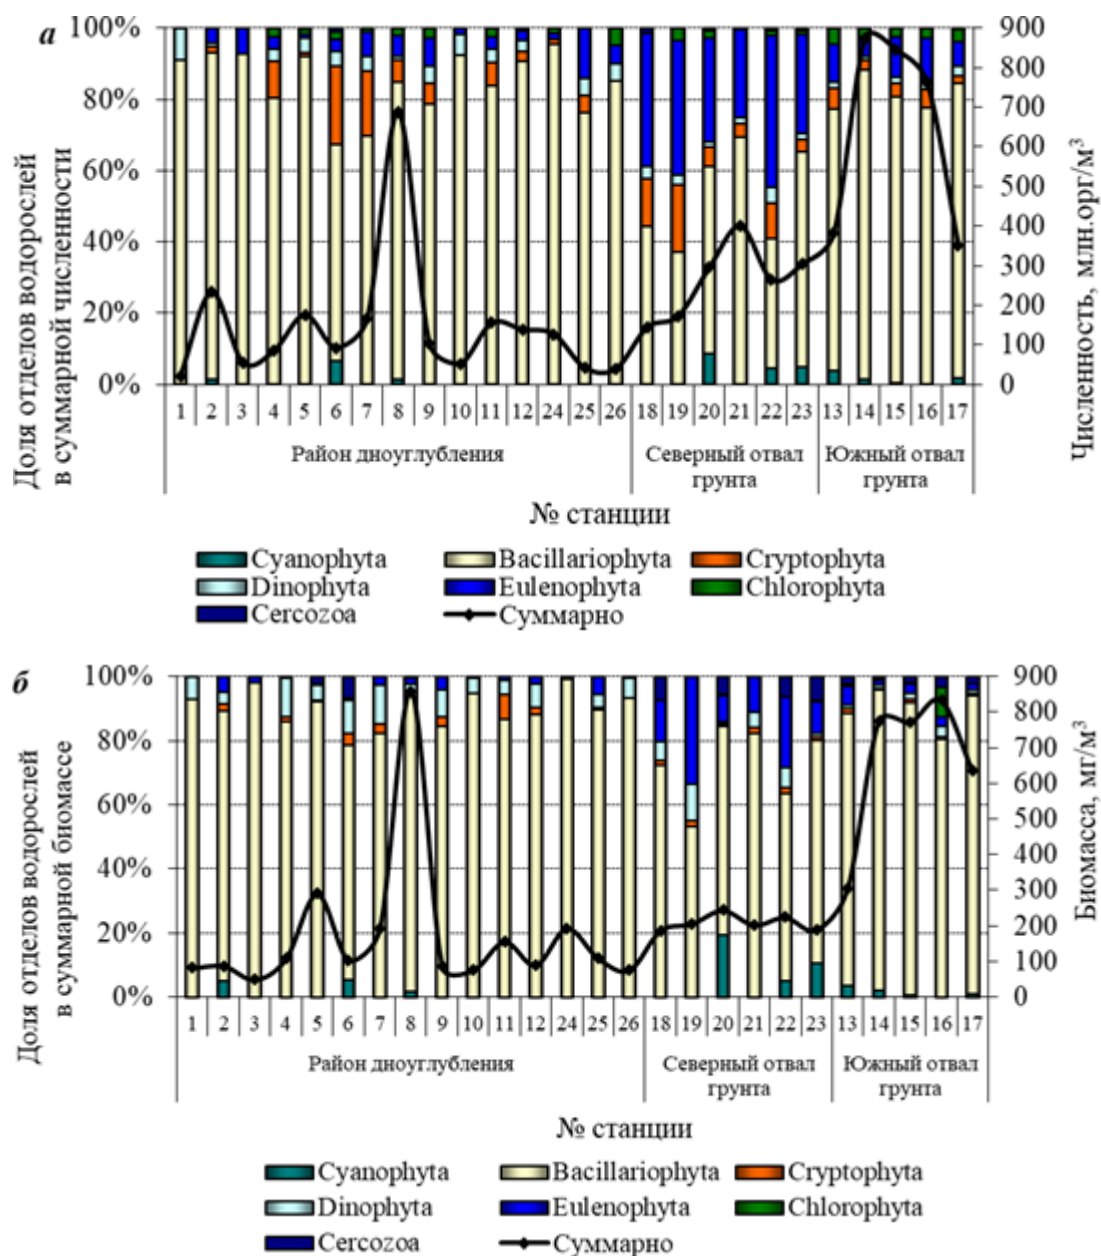 а
Доля отделов водорослей
в суммарной численности
100%
80%
60%
40%
20%
0%
900
800
700
600
500
400
300
200
100
0
Численность, млн.орг/м³
1 2 3 4 5 6 7 8 9 10 11 12 24 25 26 18 19 20 21 22 23 13 14 15 16 17
Район дноуглубления Северный отвал Южный отвал
грунта грунта
№ станции
Cyanophyta Bacillariophyta Cryptophyta
Dinophyta Eulenophyta Chlorophyta
Cercozoa Суммарно
б
Доля отделов водорослей
в суммарной биомассе
100%
80%
60%
40%
20%
0%
900
800
700
600
500
400
300
200
100
0
Биомасса, мг/м³
1 2 3 4 5 6 7 8 9 10 11 12 24 25 26 18 19 20 21 22 23 13 14 15 16 17
Район дноуглубления Северный отвал Южный отвал
грунта грунта
№ станции
Cyanophyta Bacillariophyta Cryptophyta
Dinophyta Eulenophyta Chlorophyta
Cercozoa Суммарно